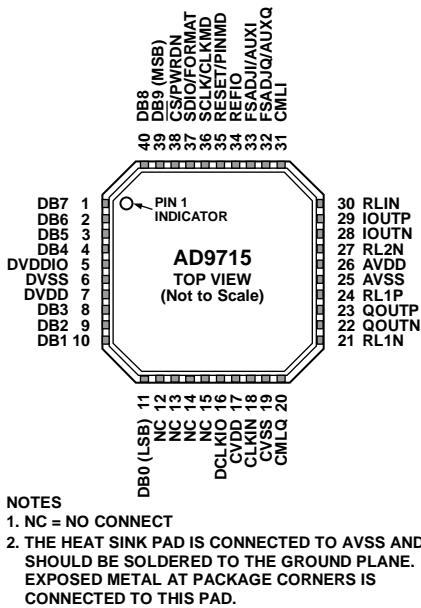 40 DB8
39 DB9 (MSB)
38 CS/PWRDN
37 SDIO/FORMAT
36 SCLK/CLKMD
35 RESET/PINMD
34 REFIO
33 FSADJI/AUXI
32 FSADJQ/AUXQ
31 CMLI
DB7 1
DB6 2
DB5 3
DB4 4
DVDDIO 5
DVSS 6
DVDD 7
DB3 8
DB2 9
DB1 10
PIN 1
INDICATOR
AD9715
TOP VIEW
(Not to Scale)
30 RLIN
29 IOUTP
28 IOUTN
27 RL2N
26 AVDD
25 AVSS
24 RL1P
23 QOUTP
22 QOUTN
21 RL1N
DB0 (LSB) 11
NC 12
NC 13
NC 14
NC 15
DCLKIO 16
CVDD 17
CLKIN 18
CVSS 19
CMLQ 20
NOTES
1. NC = NO CONNECT
2. THE HEAT SINK PAD IS CONNECTED TO AVSS AND
SHOULD BE SOLDERED TO THE GROUND PLANE.
EXPOSED METAL AT PACKAGE CORNERS IS
CONNECTED TO THIS PAD.